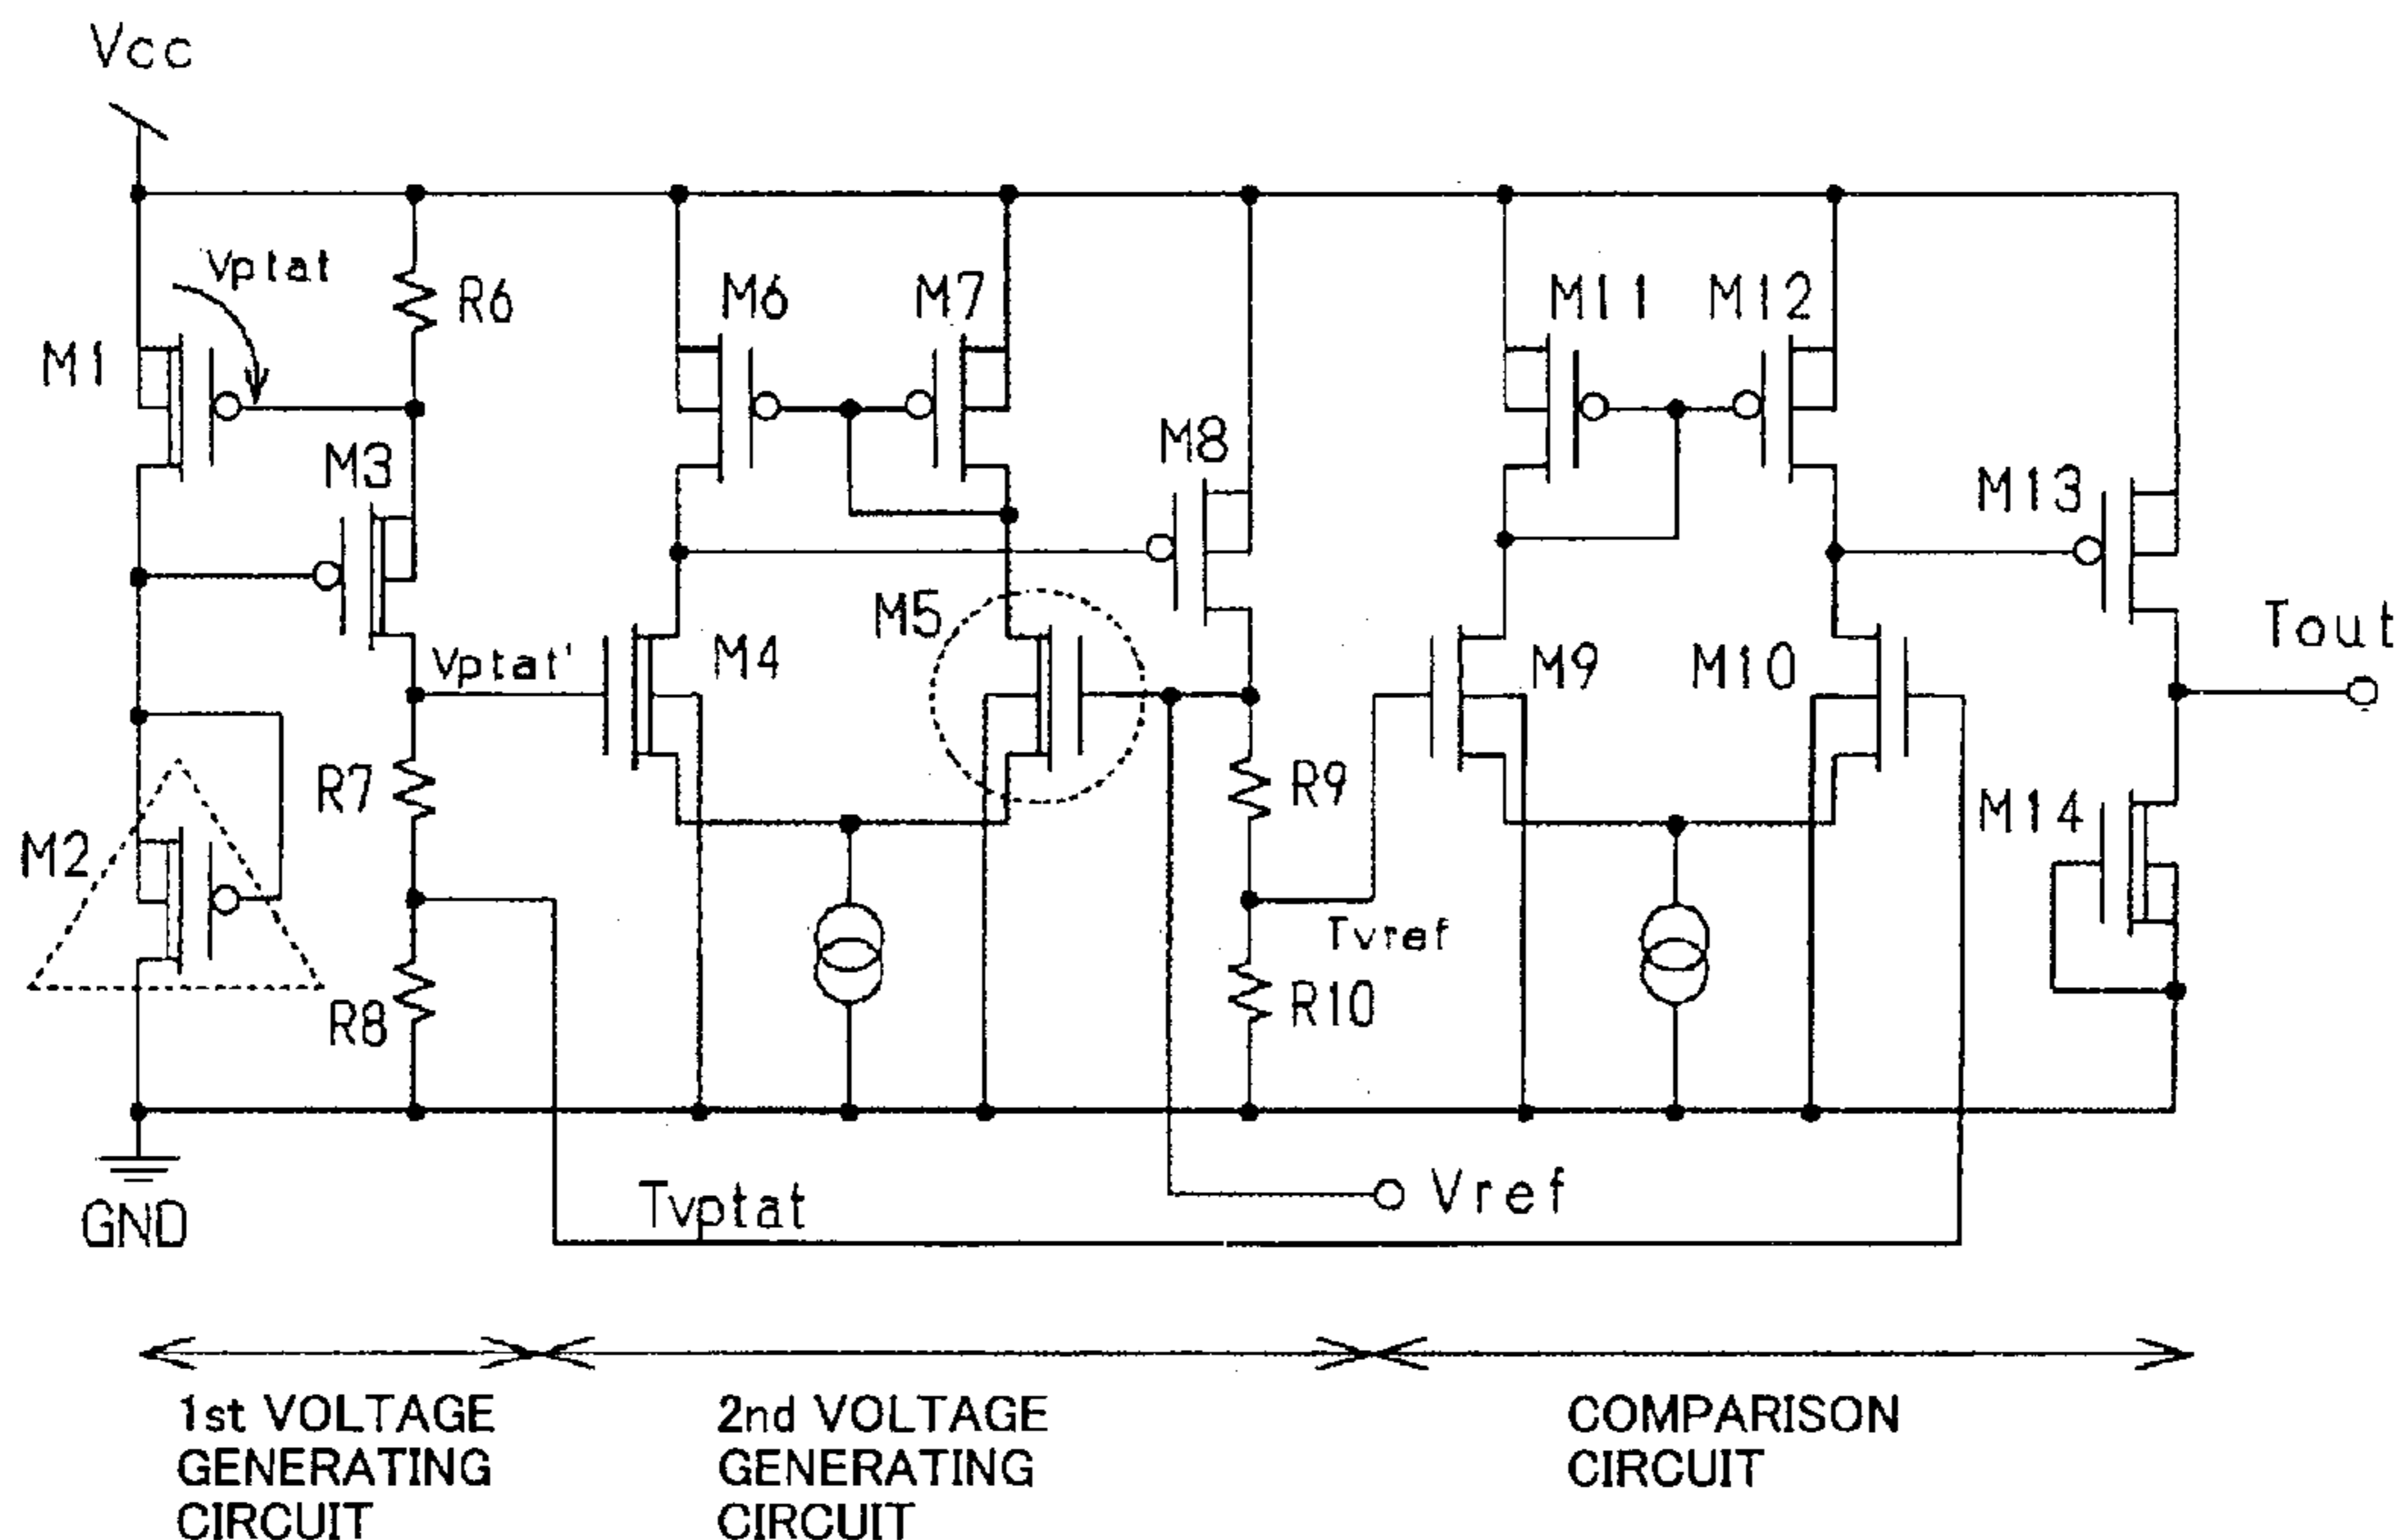 Vcc
Vptat
R6
M6
M7
M11
M12
M1
M3
M8
M13
M5
Tout
Vptat'
M4
M9
M10
R7
R9
M14
M2
Tvref
R8
R10
Tvptat
Vref
GND
1st VOLTAGE
GENERATING
CIRCUIT
2nd VOLTAGE
GENERATING
CIRCUIT
COMPARISON
CIRCUIT